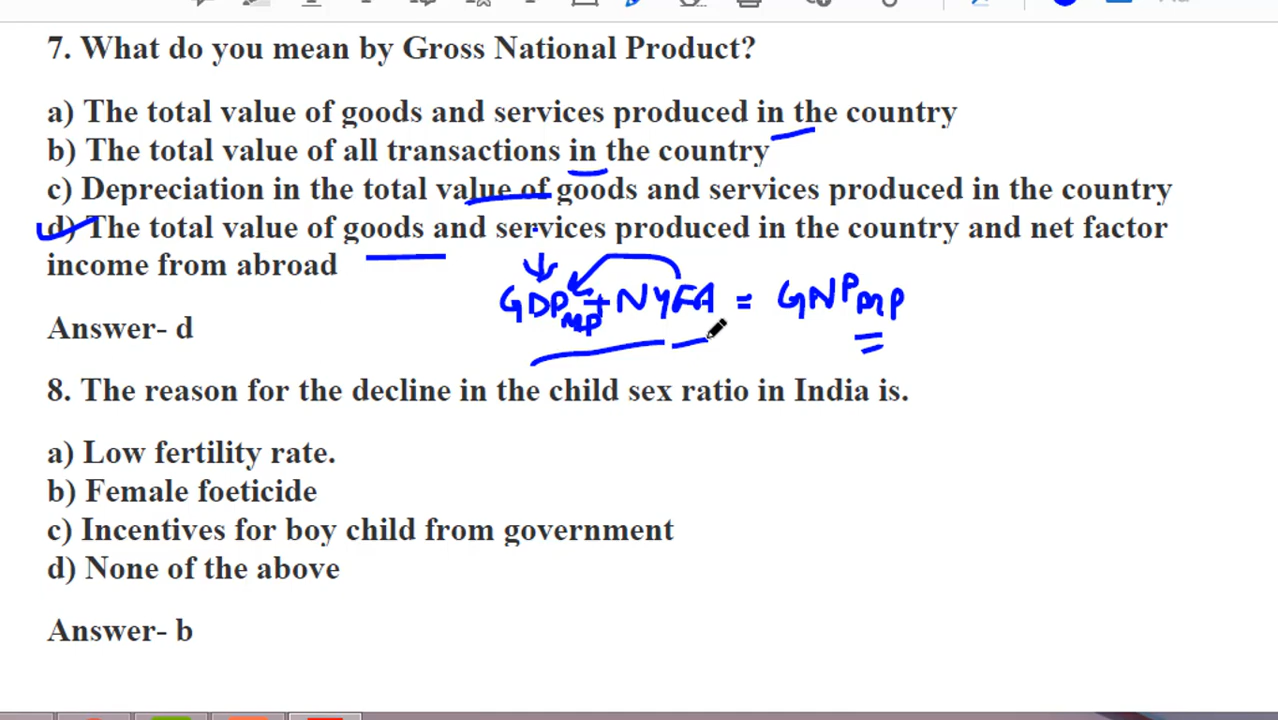 7. What do you mean by Gross National Product?
a) The total value of goods and services produced in the country
b) The total value of all transactions in the country
c) Depreciation in the total value of goods and services produced in the country
d) The total value of goods and services produced in the country and net factor
income from abroad
GDPMP + NYFA = GNPMP
Answer- d
8. The reason for the decline in the child sex ratio in India is.
a) Low fertility rate.
b) Female foeticide
c) Incentives for boy child from government
d) None of the above
Answer- b